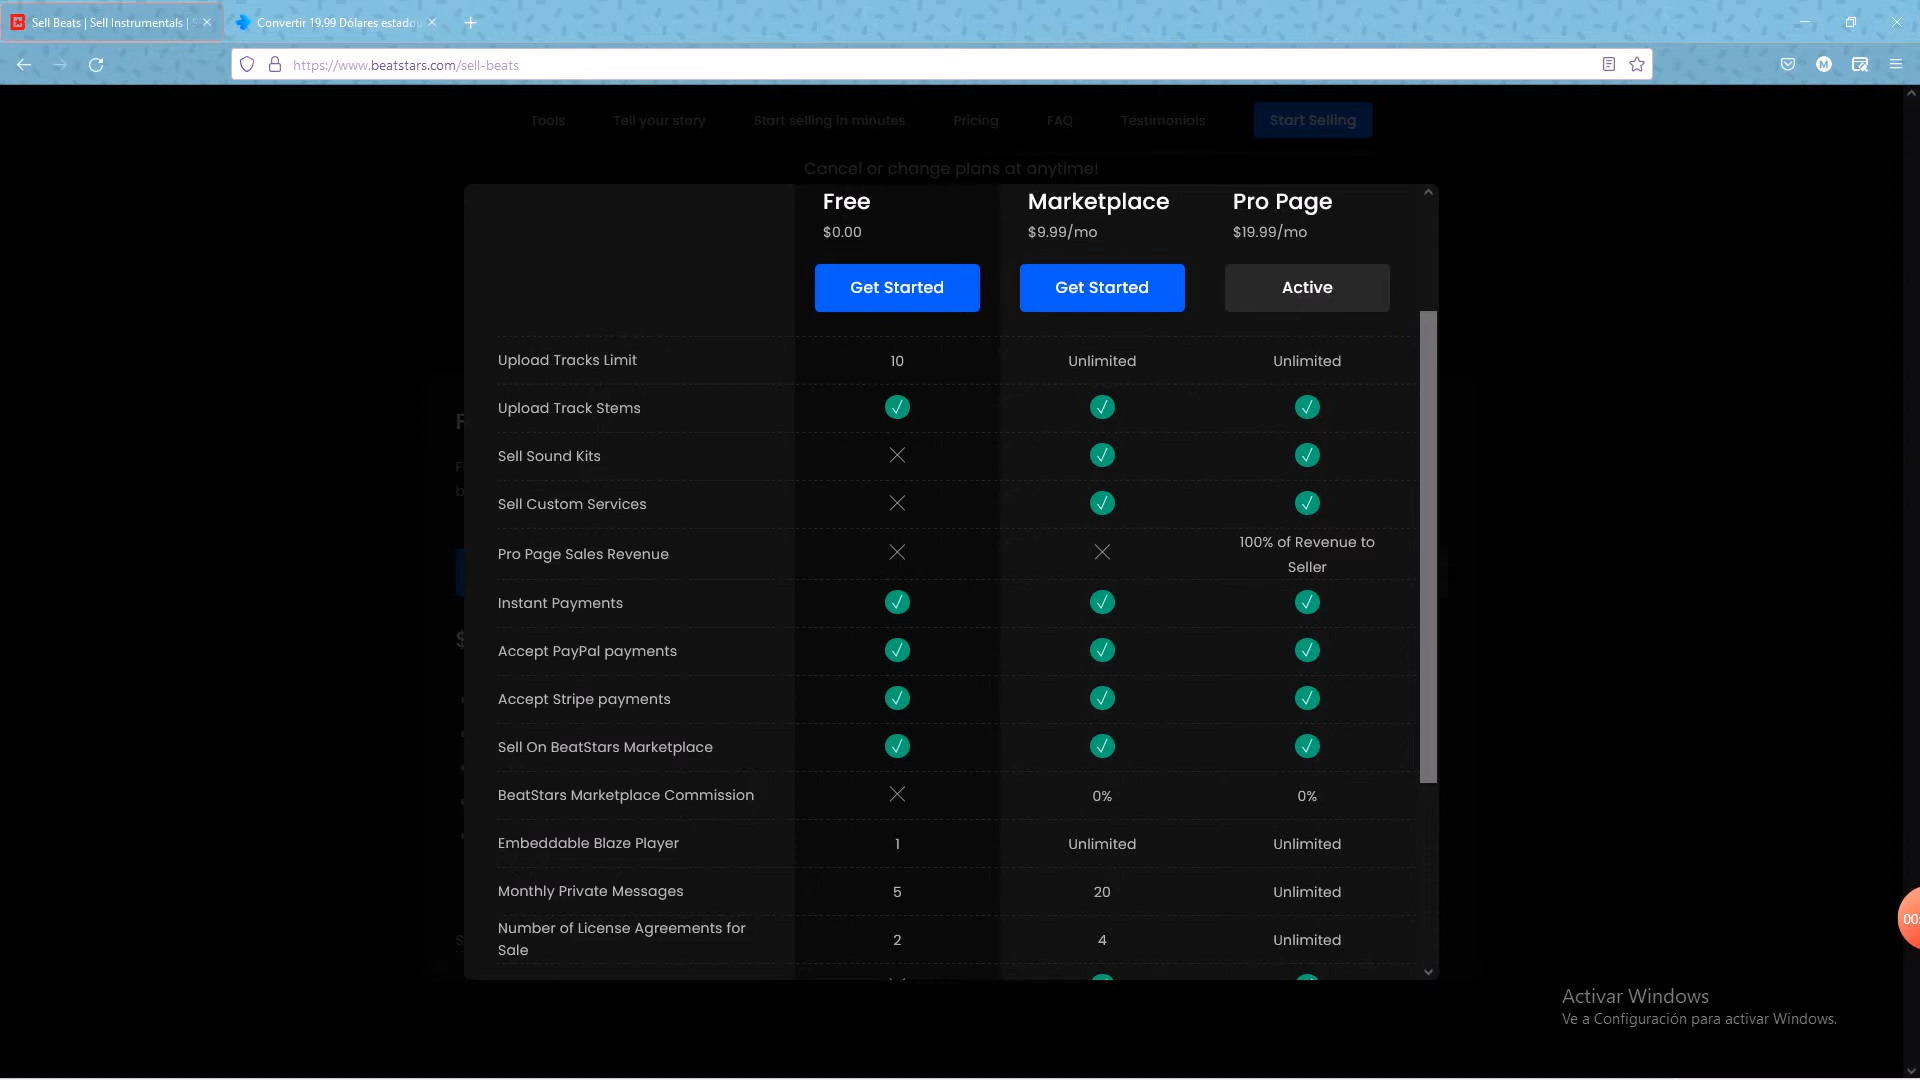 Sell Beats | Sell Instrumentals |
Convertir 19.99 Dólares estadou
https://www.beatstars.com/sell-beats
M
Tools
Tell your story
Start selling in minutes
Pricing
FAQ
Testimonials
Start Selling
Cancel or change plans at anytime!
Free
Marketplace
Pro Page
$0.00
$9.99/mo
$19.99/mo
Get Started
Get Started
Active
Upload Tracks Limit
10
Unlimited
Unlimited
Upload Track Stems
Sell Sound Kits
Sell Custom Services
Pro Page Sales Revenue
100% of Revenue to
Seller
Instant Payments
Accept PayPal payments
Accept Stripe payments
Sell On BeatStars Marketplace
BeatStars Marketplace Commission
0%
0%
Embeddable Blaze Player
1
Unlimited
Unlimited
Monthly Private Messages
5
20
Unlimited
Number of License Agreements for
Sale
2
4
Unlimited
00:
Activar Windows
Ve a Configuración para activar Windows.